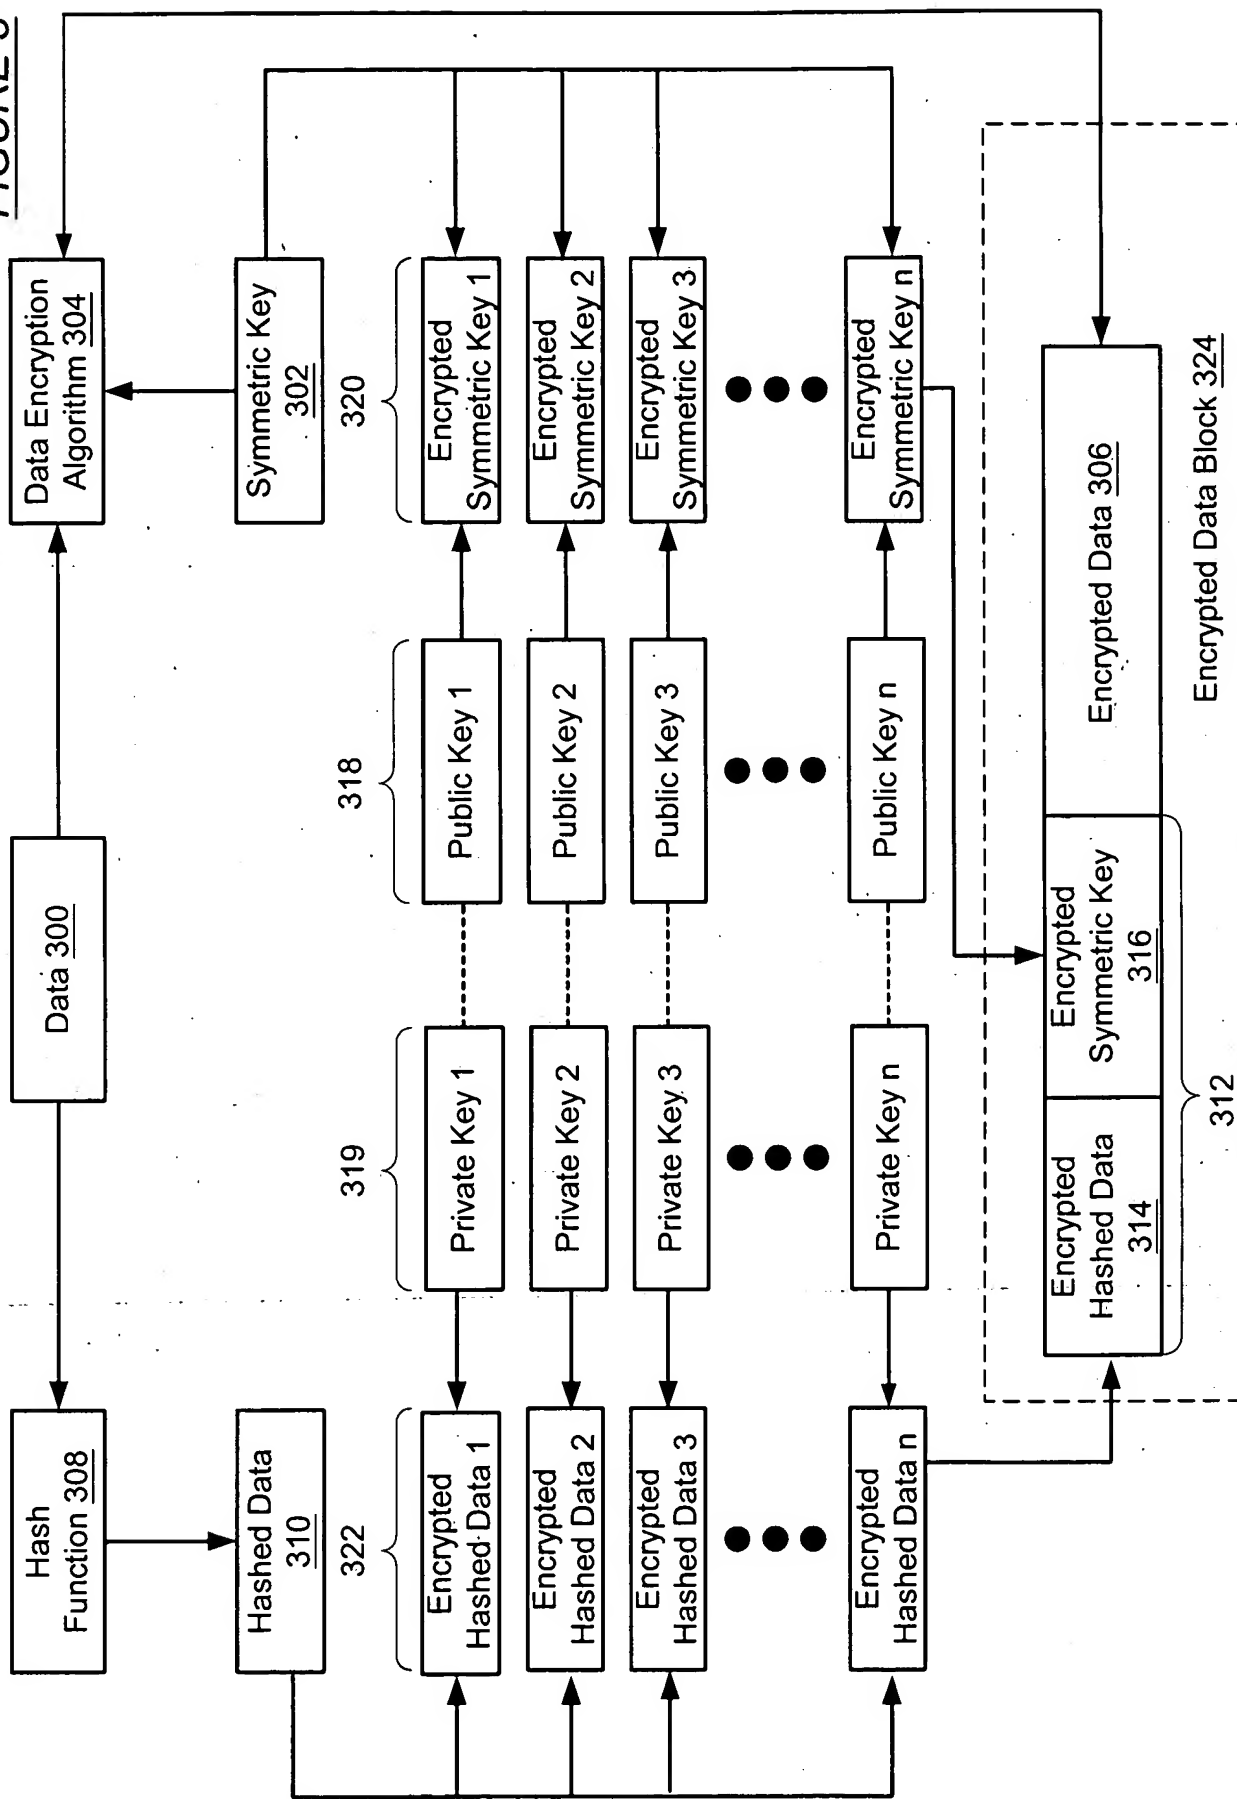 FIGURE 3
Hash
Function 308
Data 300
Data Encryption
Algorithm 304
Hashed Data
310
Symmetric Key
302
322
319
318
320
Encrypted
Hashed Data 1
Private Key 1
Public Key 1
Encrypted
Symmetric Key 1
Encrypted
Hashed Data 2
Private Key 2
Public Key 2
Encrypted
Symmetric Key 2
Encrypted
Hashed Data 3
Private Key 3
Public Key 3
Encrypted
Symmetric Key 3
Encrypted
Hashed Data n
Private Key n
Public Key n
Encrypted
Symmetric Key n
Encrypted
Hashed Data
314
Encrypted
Symmetric Key
316
Encrypted Data 306
312
Encrypted Data Block 324